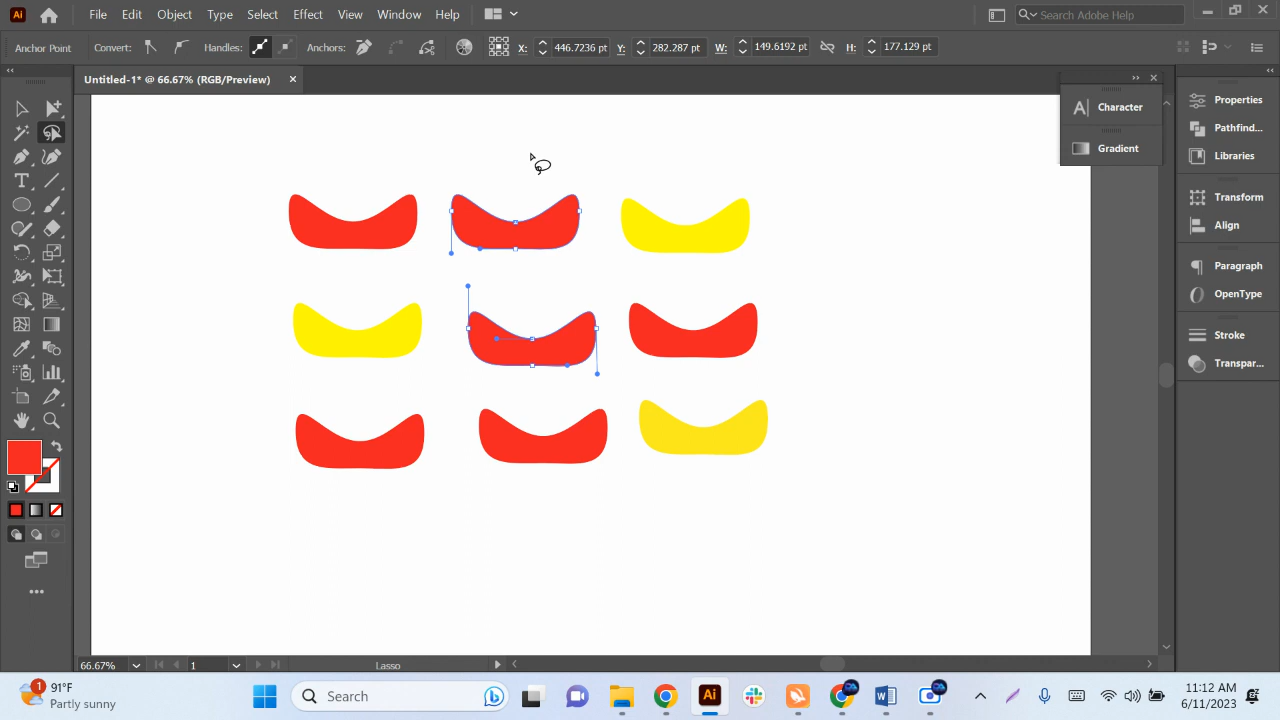 Ai File Edit Object Type Select Effect View Window Help Search Adobe Help
Anchor Point Convert: Handles: Anchors: X: 446.7236 pt Y: 282.287 pt W: 149.6192 pt H: 177.129 pt
Untitled-1* @ 66.67% (RGB/Preview)
Character
Gradient
Properties
Pathfind...
Libraries
Transform
Align
Paragraph
OpenType
Stroke
Transpar...
66.67% 1 Lasso
1
91°F
Partly sunny
Search
Ai
11:12 AM
6/11/2023